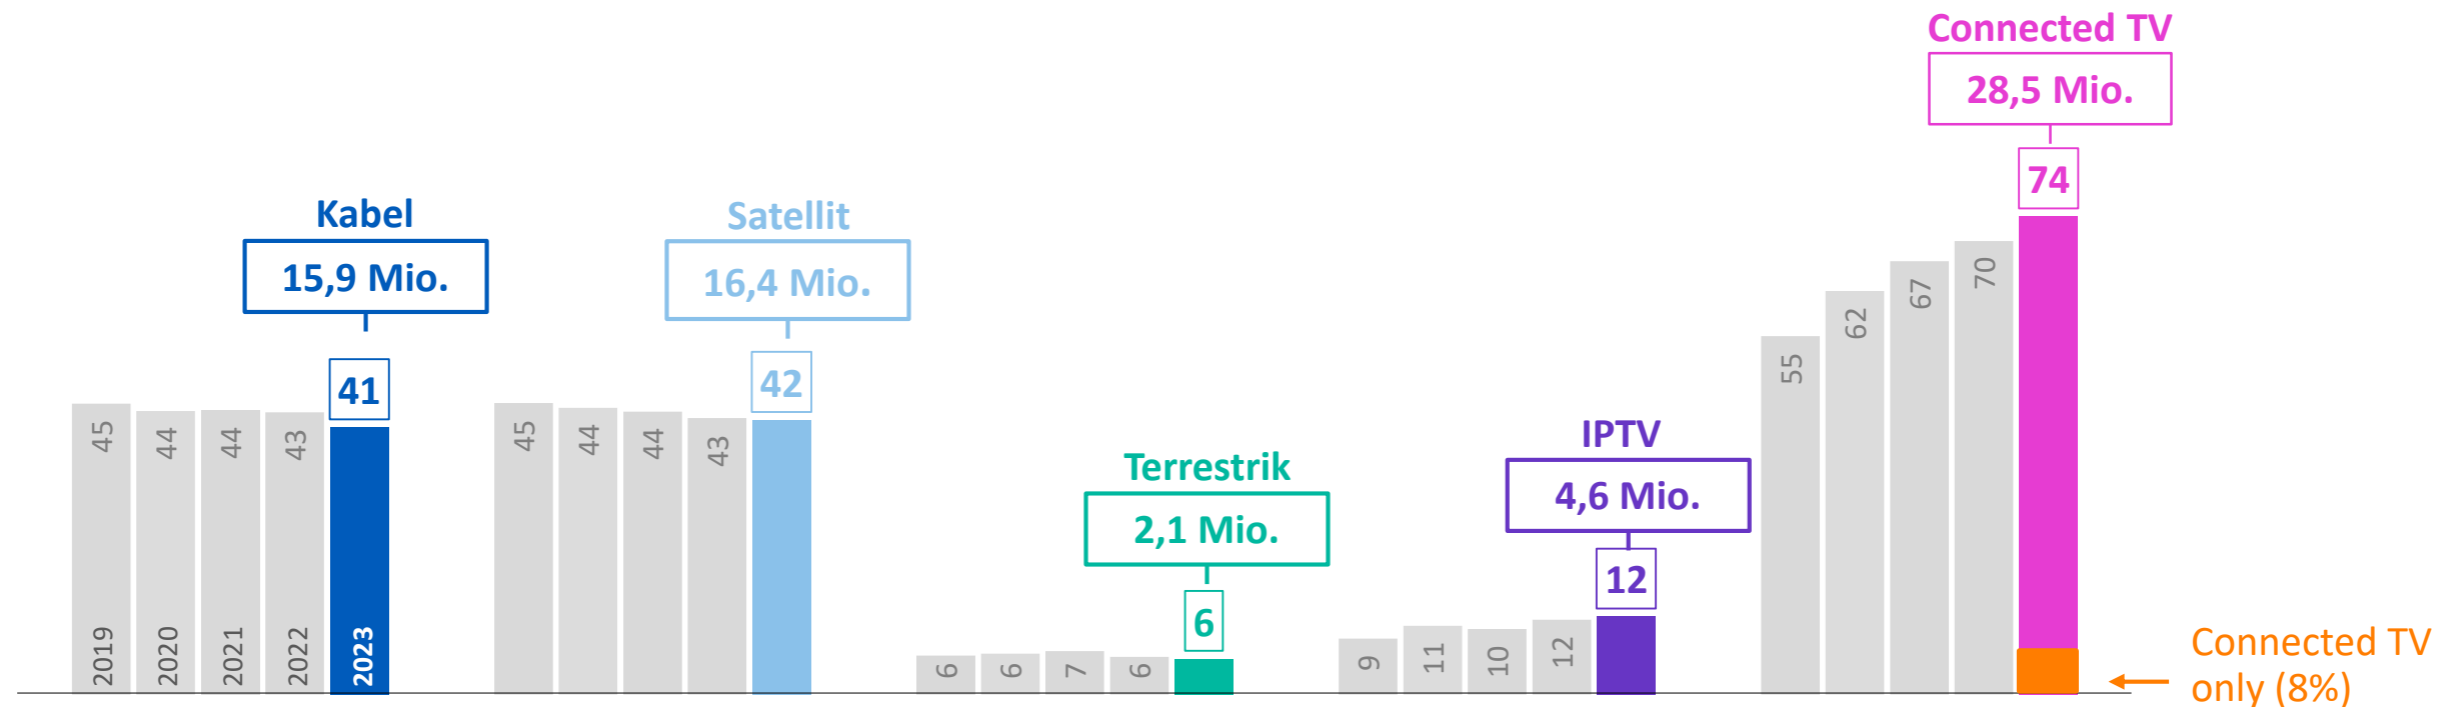 Kabel
15,9 Mio.
41
45
44
44
43
2019
2020
2021
2022
2023
Satellit
16,4 Mio.
42
45
44
44
43
Terrestrik
2,1 Mio.
6
6
6
7
6
IPTV
4,6 Mio.
12
9
11
10
12
Connected TV
28,5 Mio.
74
55
62
67
70
Connected TV
only (8%)